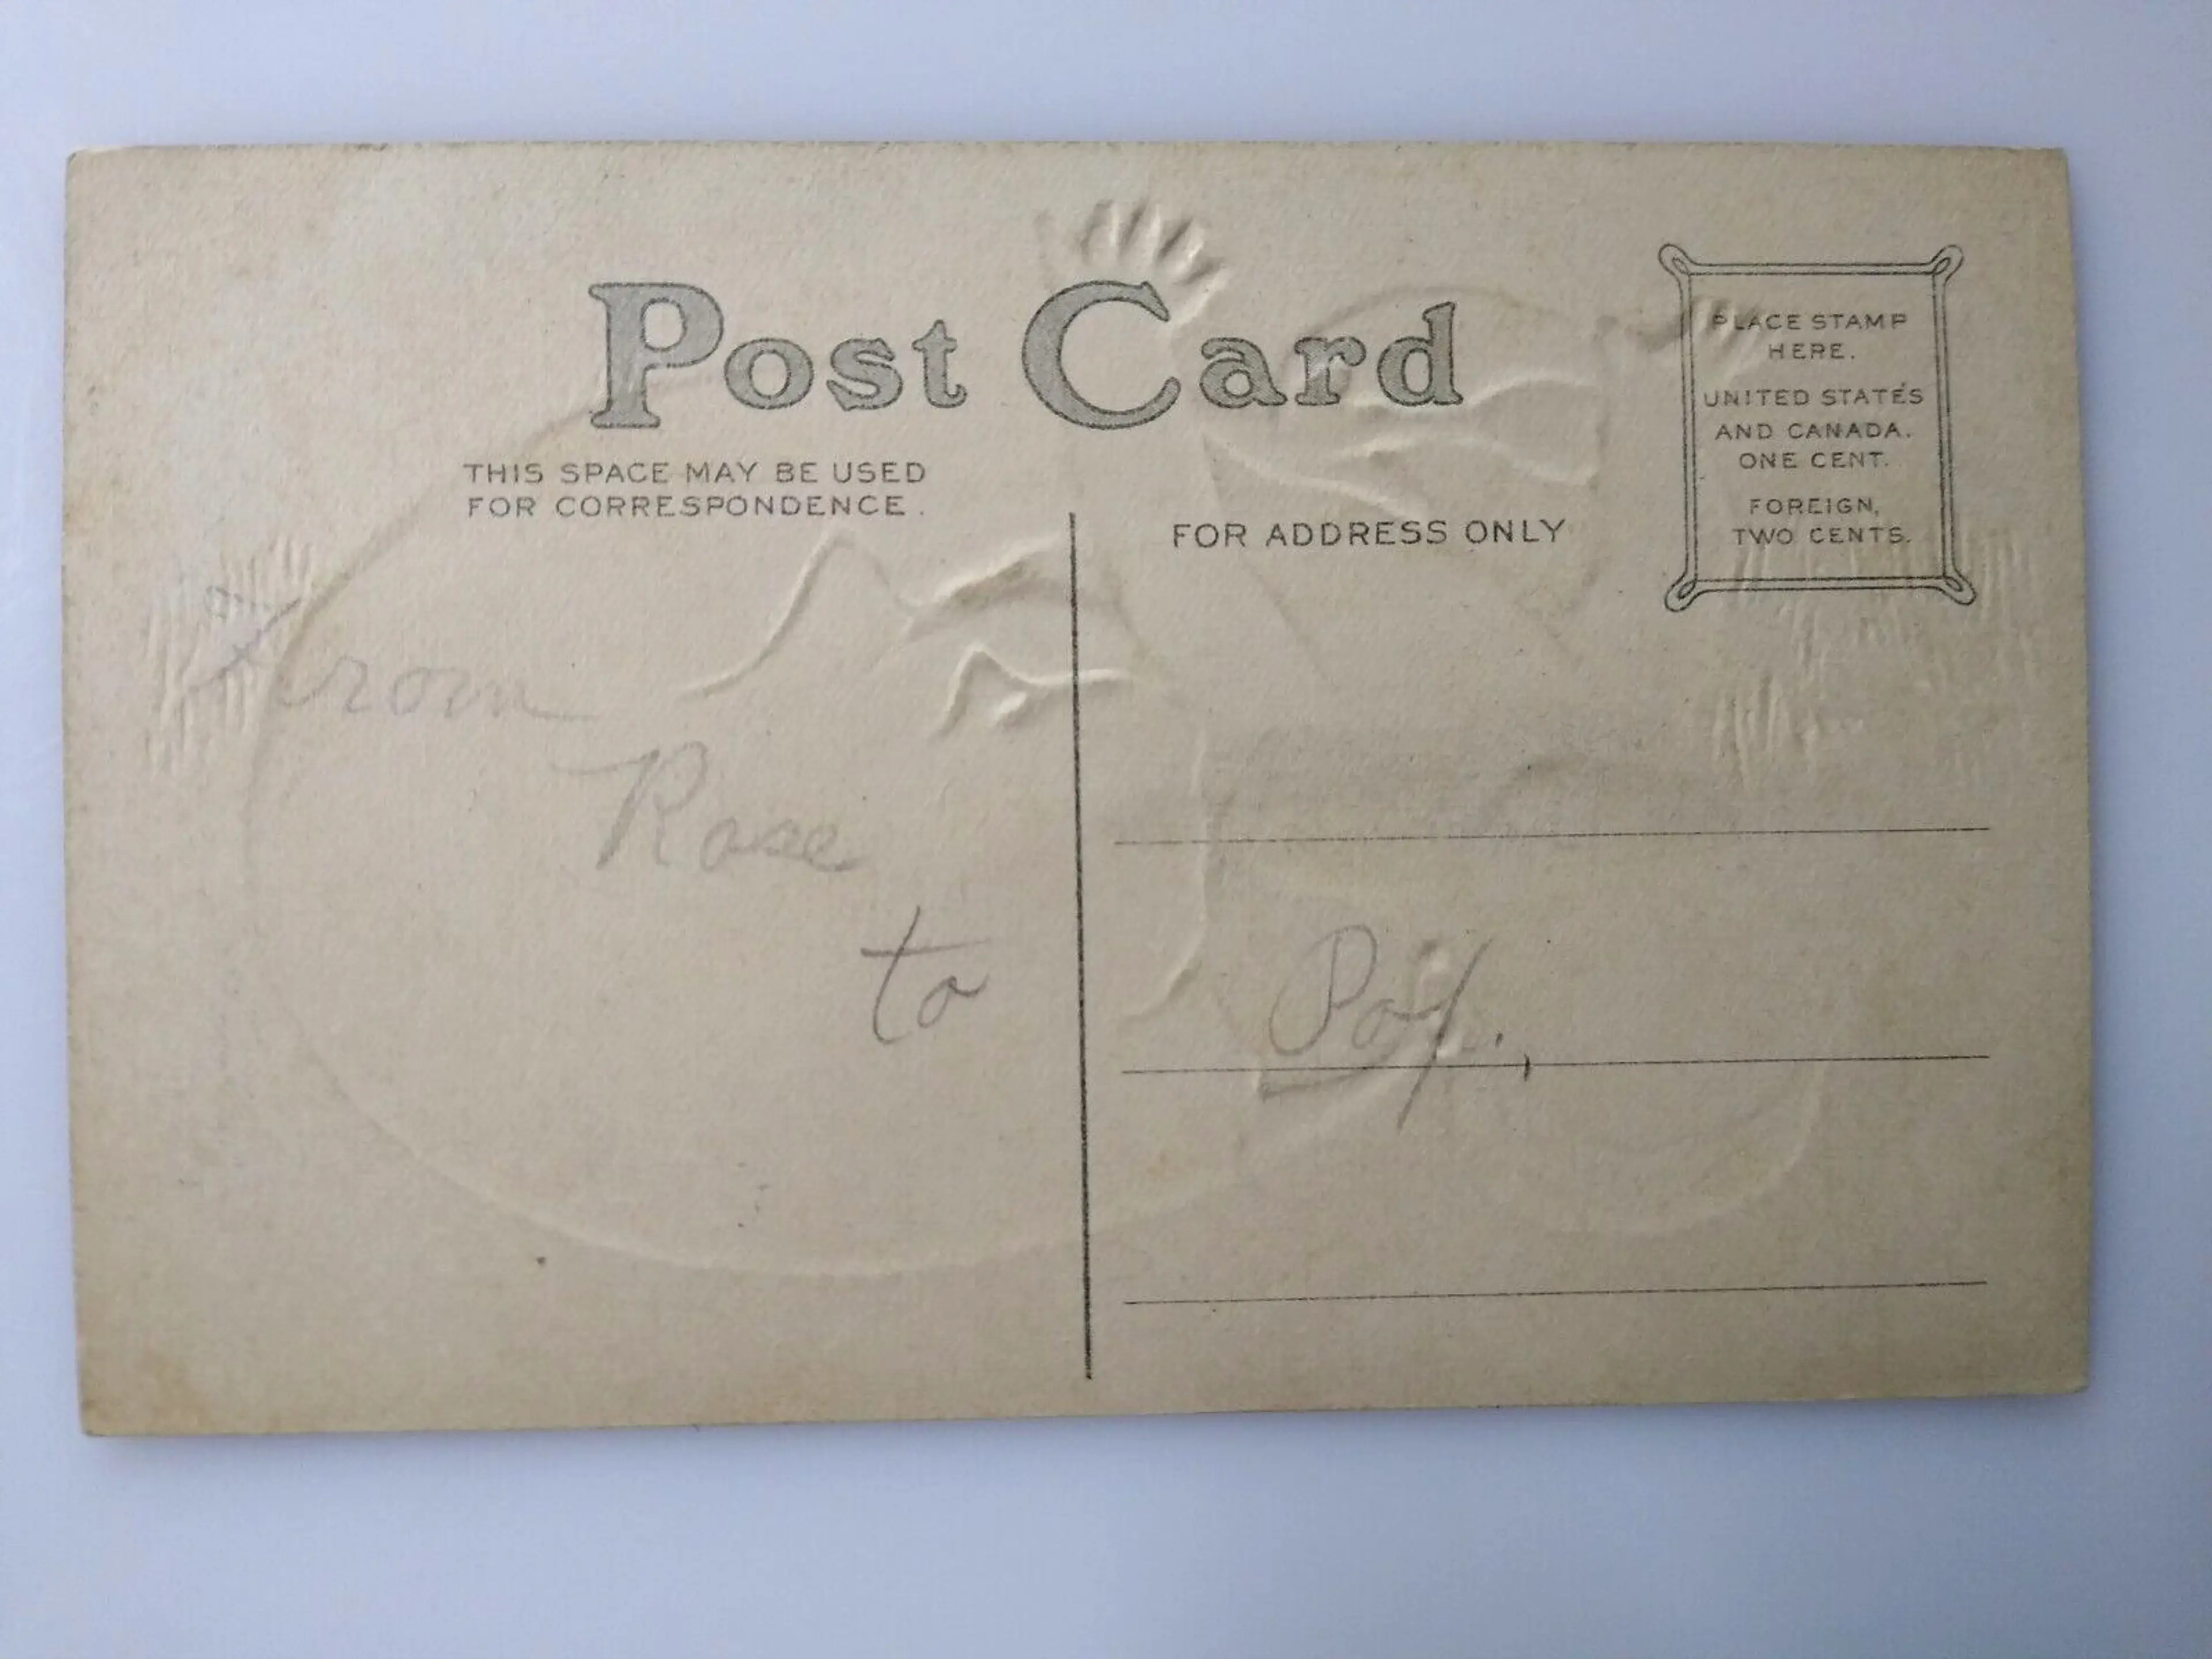 Post Card
THIS SPACE MAY BE USED
FOR CORRESPONDENCE.
FOR ADDRESS ONLY
PLACE STAMP
HERE.
UNITED STATES
AND CANADA.
ONE CENT.
FOREIGN,
TWO CENTS.
From
Rose
to
Pop.